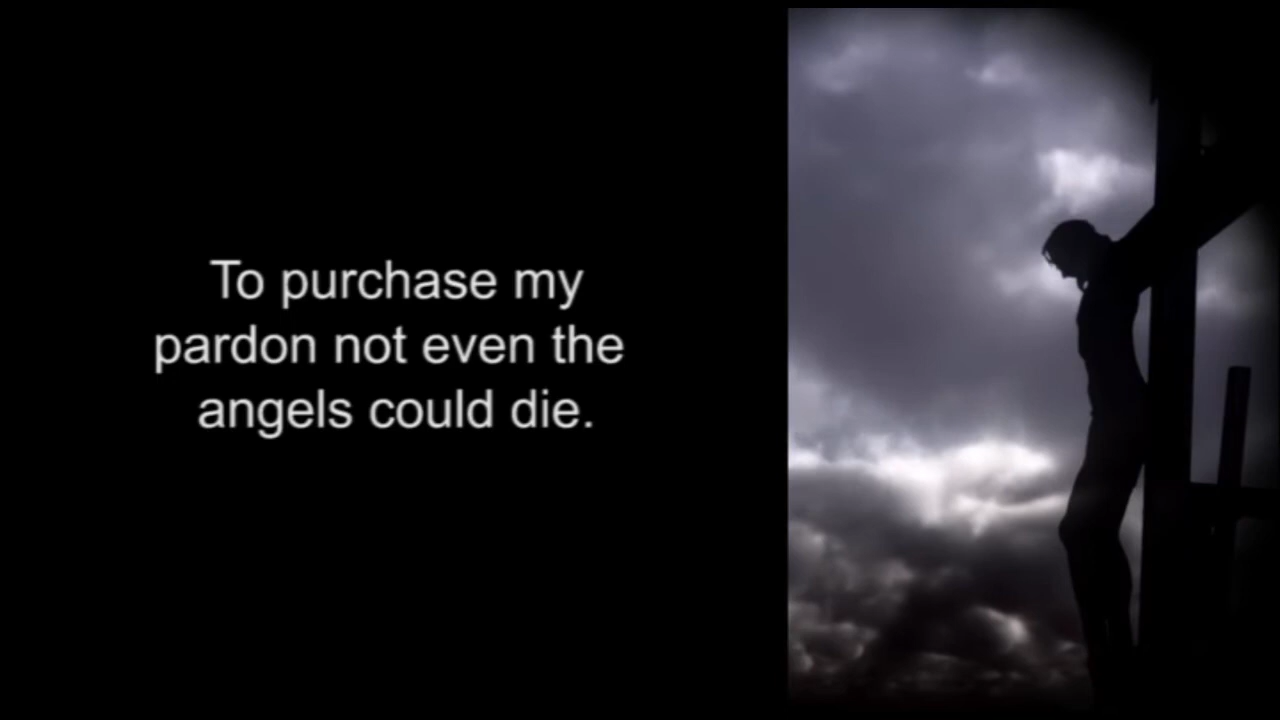 To purchase my
pardon not even the
angels could die.